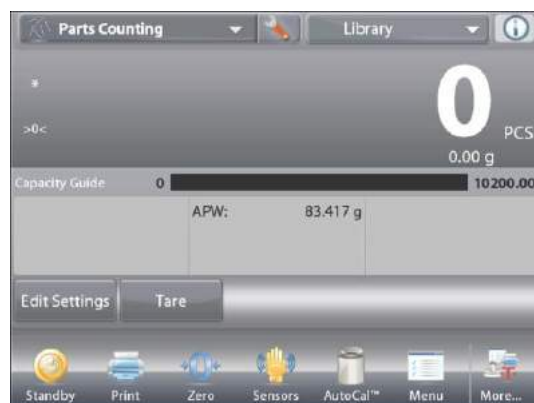 Parts Counting
Library
*
0
>0<
PCS
0.00 g
Capacity Guide 0 10200.00
APW: 83.417 g
Edit Settings Tare
Standby Print Zero Sensors AutoCal™ Menu More...